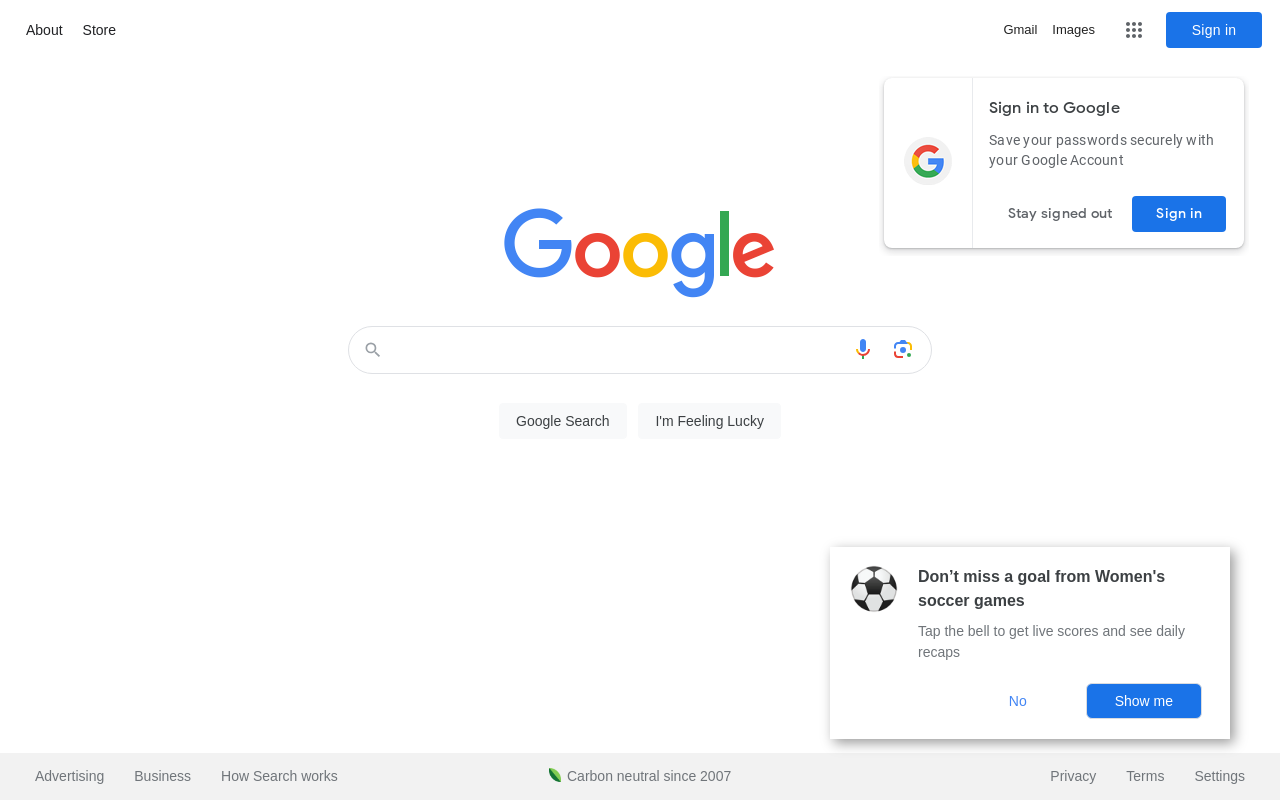 About Store Gmail Images Sign in
Sign in to Google
Save your passwords securely with
your Google Account
Stay signed out Sign in
Google
Google Search I'm Feeling Lucky
Don’t miss a goal from Women's
soccer games
Tap the bell to get live scores and see daily
recaps
No Show me
Advertising Business How Search works Carbon neutral since 2007 Privacy Terms Settings